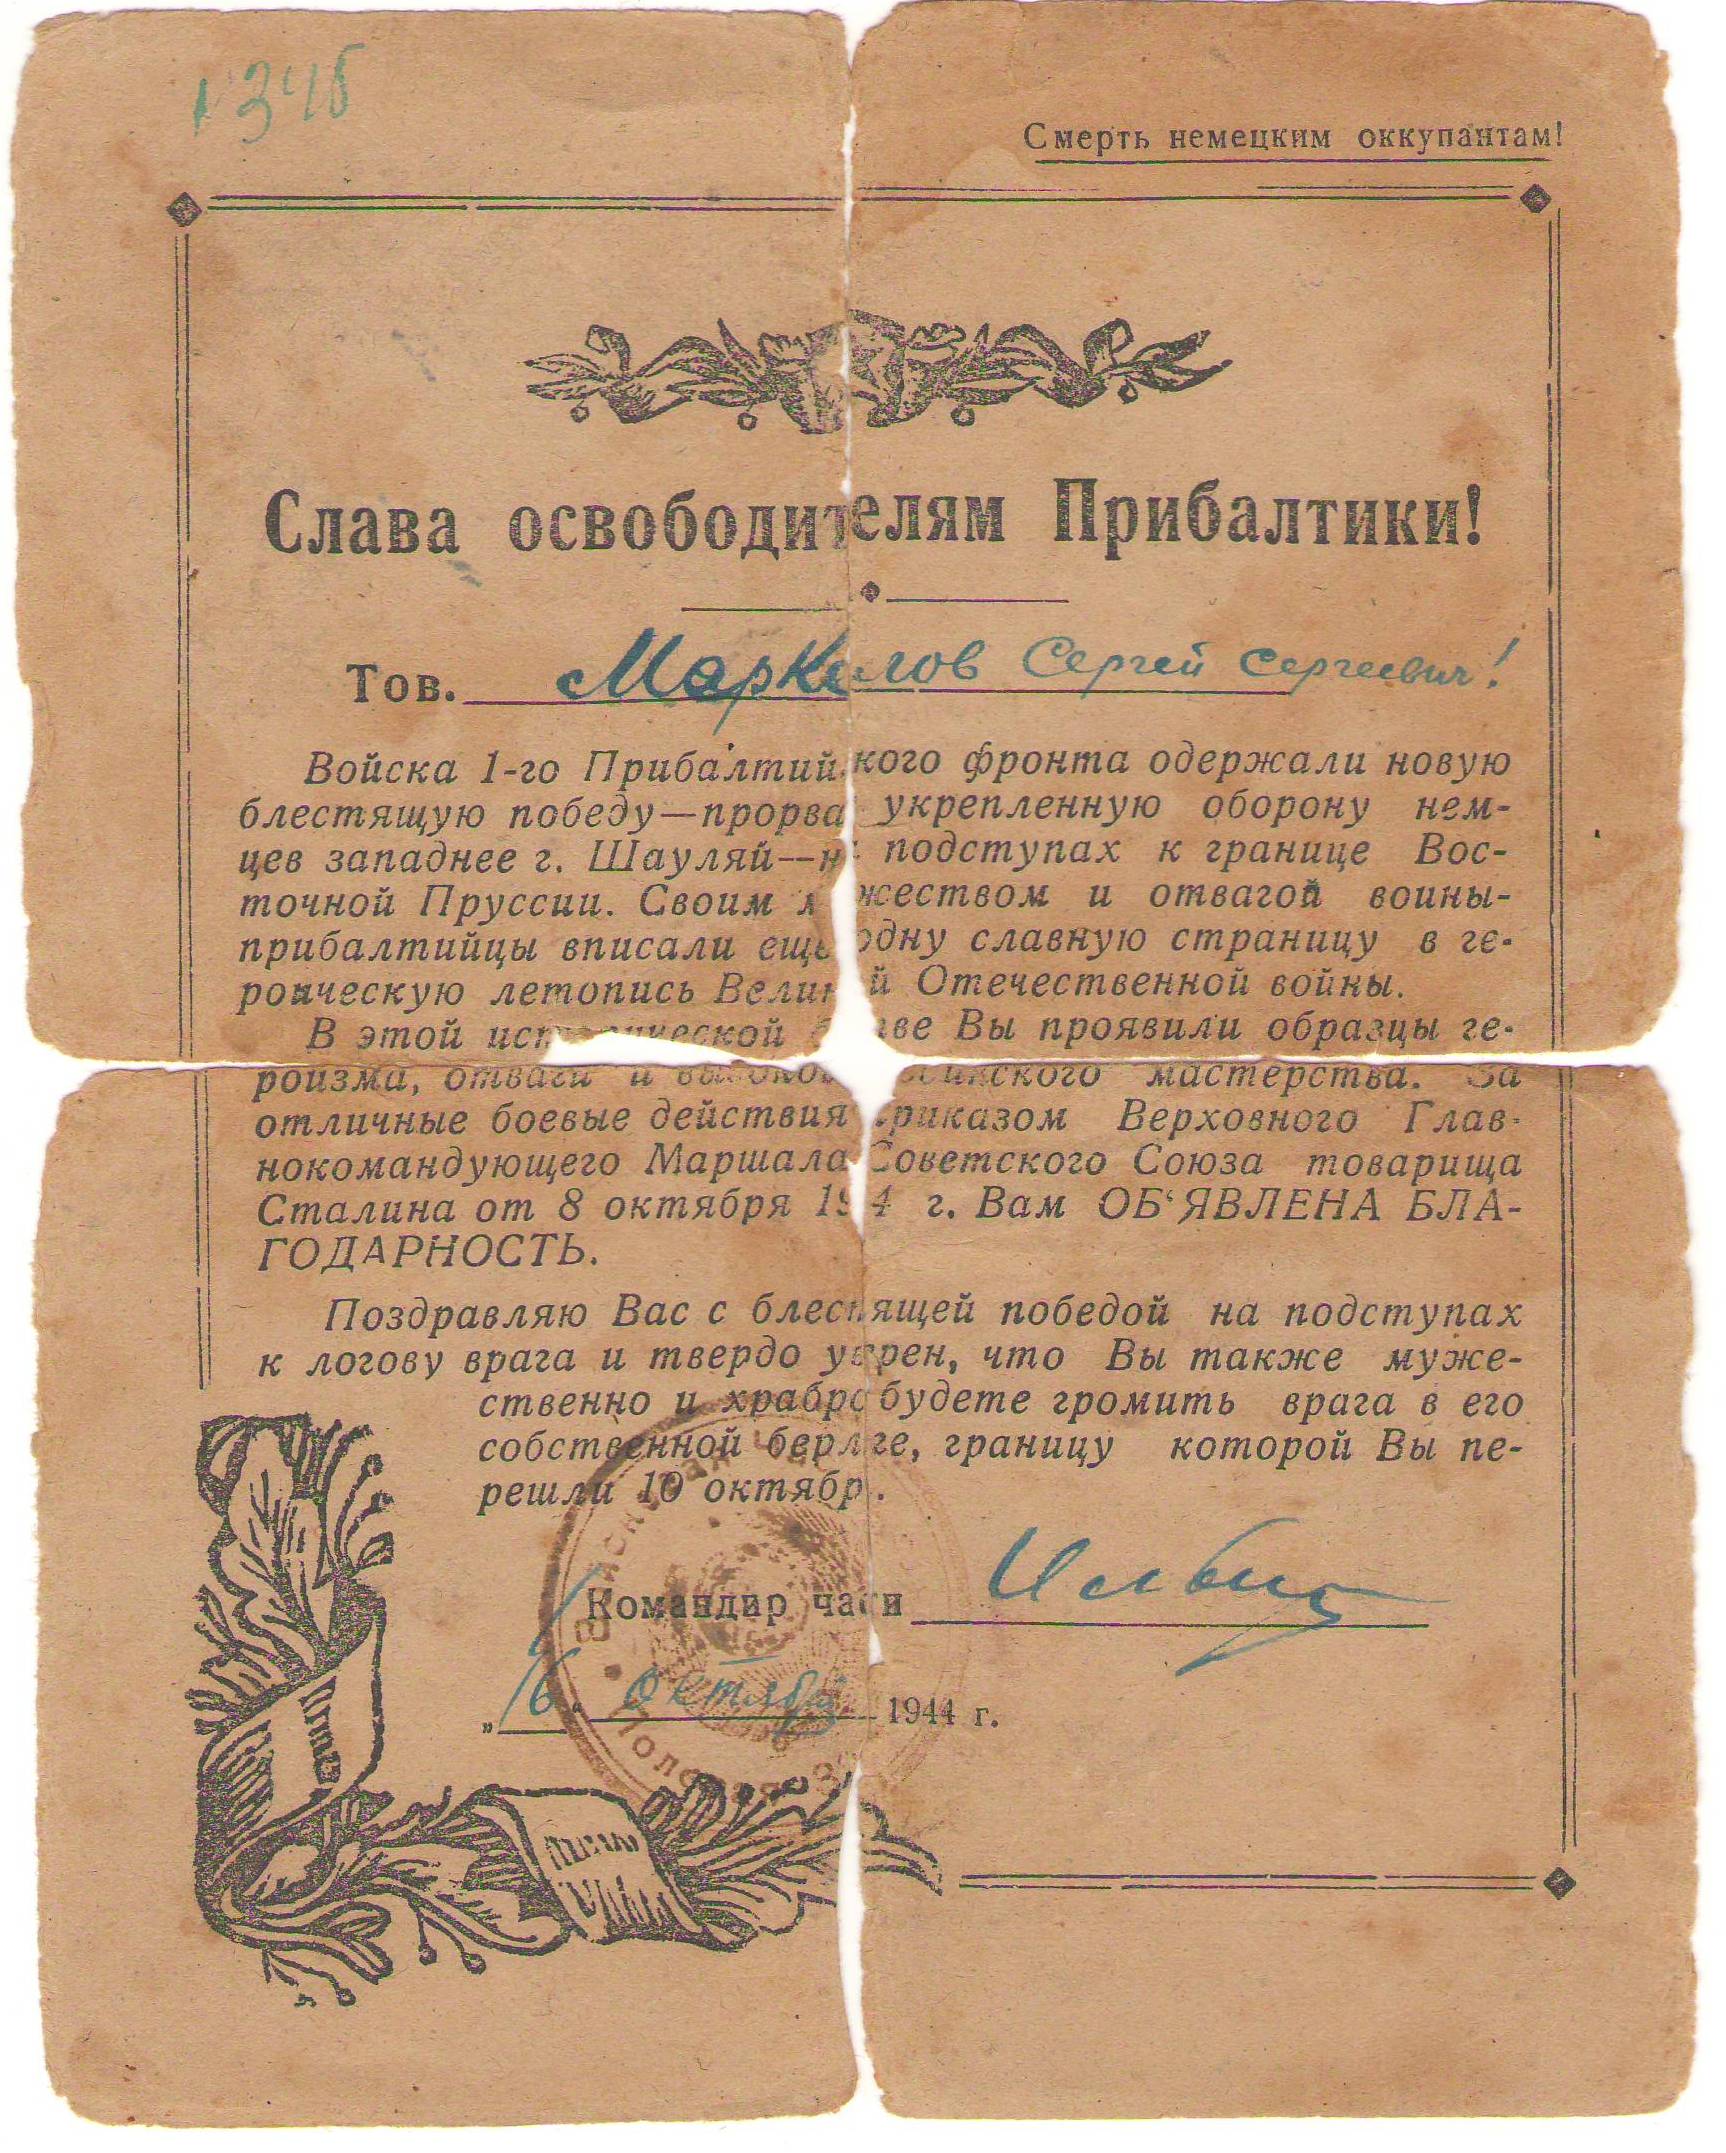 1345
Смерть немецким оккупантам!
Слава освободителям Прибалтики!
Тов. Маркелов Сергей Сергеевич!
Войска 1-го Прибалтийского фронта одержали новую
блестящую победу—прорва укрепленную оборону нем-
цев западнее г. Шауляй—на подступах к границе Вос-
точной Пруссии. Своим мужеством и отвагой воины-
прибалтийцы вписали еще одну славную страницу в ге-
роическую летопись Великой Отечественной войны.
В этой исторической битве Вы проявили образцы ге-
роизма, отваги и высокого воинского мастерства. За
отличные боевые действия приказом Верховного Глав-
нокомандующего Маршала Советского Союза товарища
Сталина от 8 октября 1944 г. Вам ОБ‘ЯВЛЕНА БЛА-
ГОДАРНОСТЬ.
Поздравляю Вас с блестящей победой на подступах
к логову врага и твердо уверен, что Вы также муже-
ственно и храбро будете громить врага в его
собственной берлоге, границу которой Вы пе-
решли 10 октября.
Командир части
„16“ октября 1944 г.
Полевая